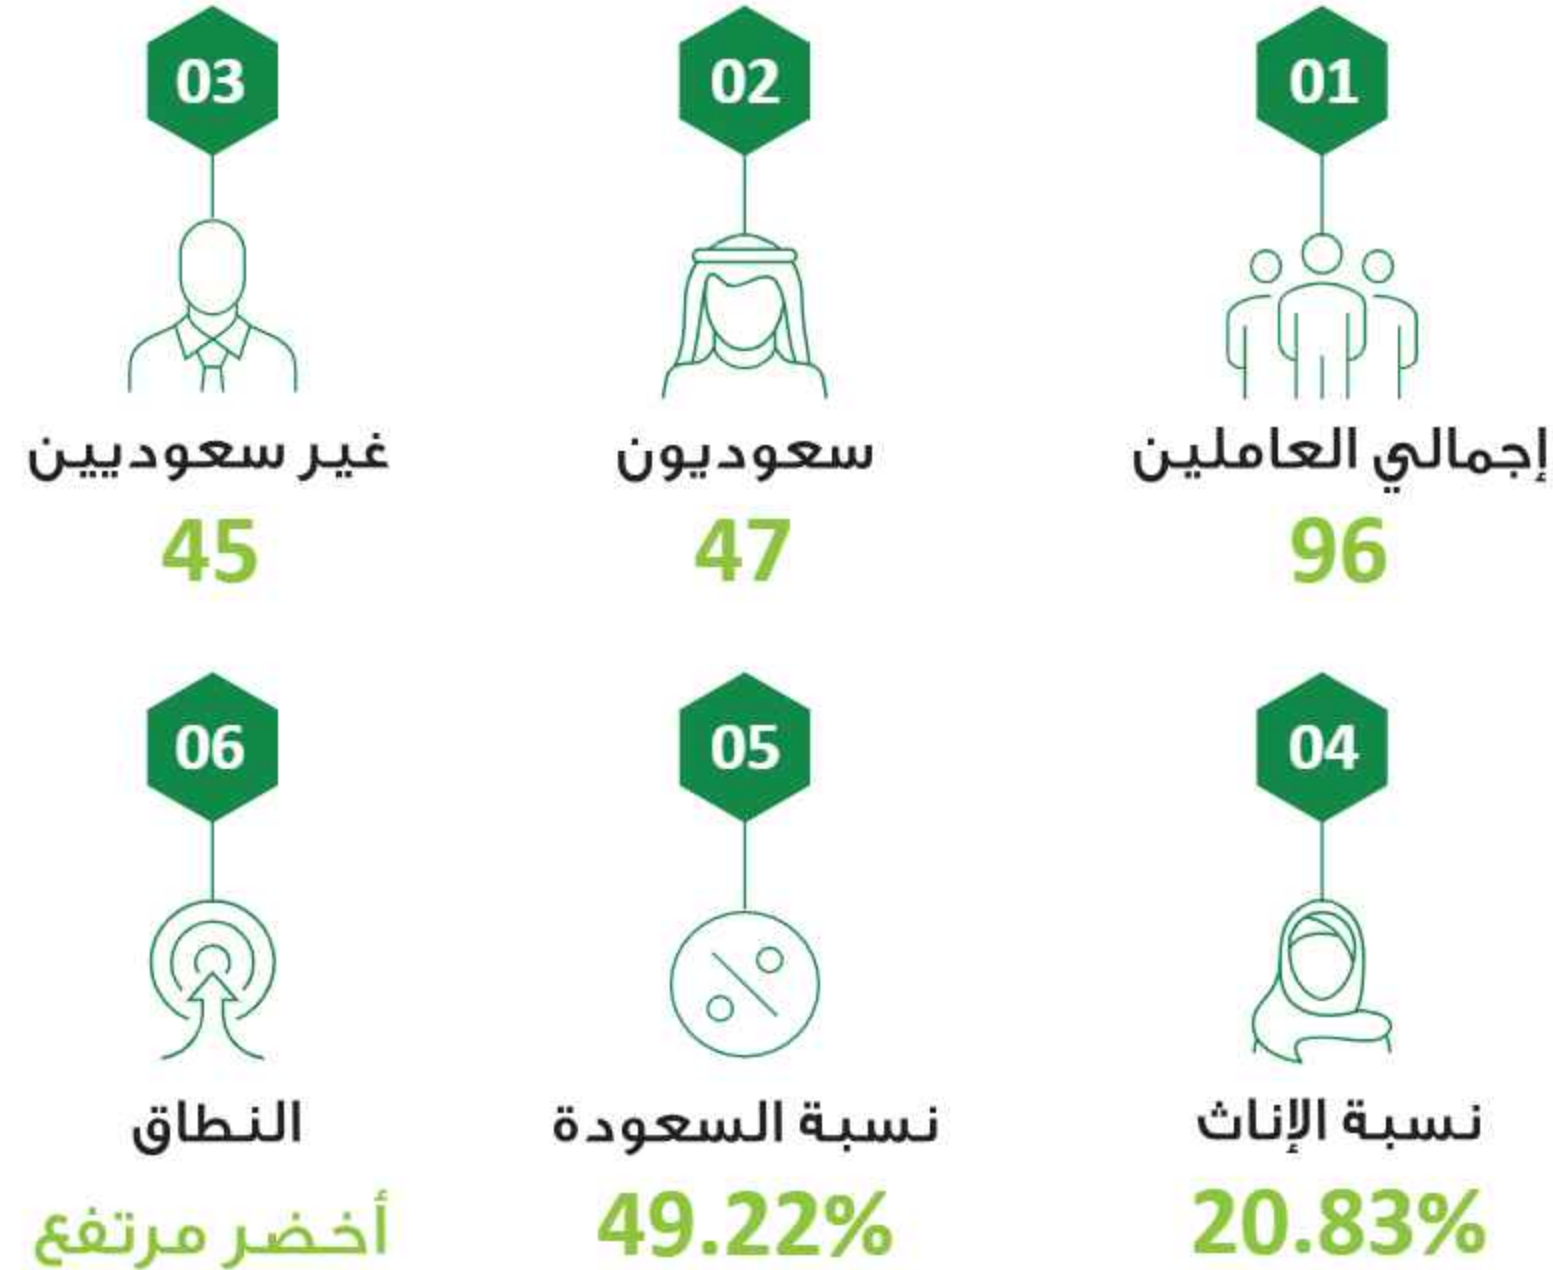 01
إجمالي العاملين
96
02
سعوديون
47
03
غير سعوديين
45
04
نسبة الإناث
20.83%
05
نسبة السعودة
49.22%
06
النطاق
أخضر مرتفع